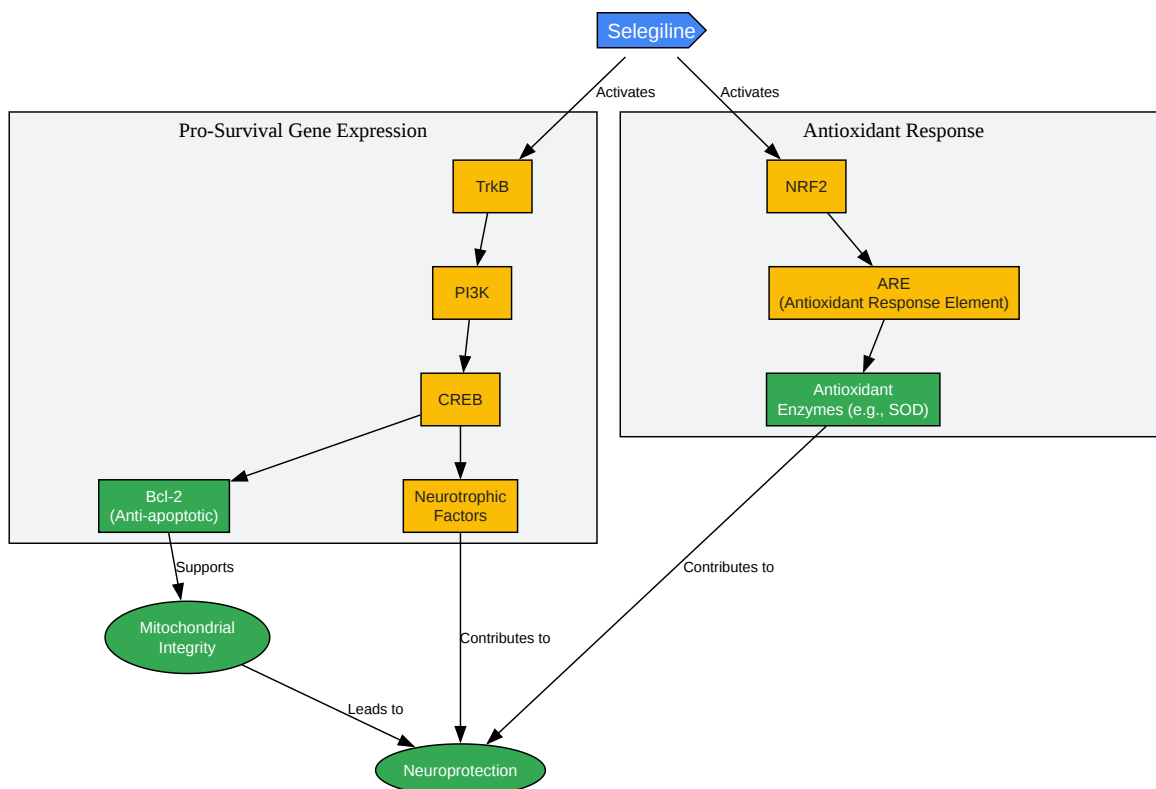 Selegiline
Activates
Activates
Pro-Survival Gene Expression
Antioxidant Response
TrkB
NRF2
PI3K
ARE
(Antioxidant Response Element)
CREB
Antioxidant
Enzymes (e.g., SOD)
Bcl-2
(Anti-apoptotic)
Neurotrophic
Factors
Supports
Contributes to
Mitochondrial
Integrity
Contributes to
Leads to
Neuroprotection